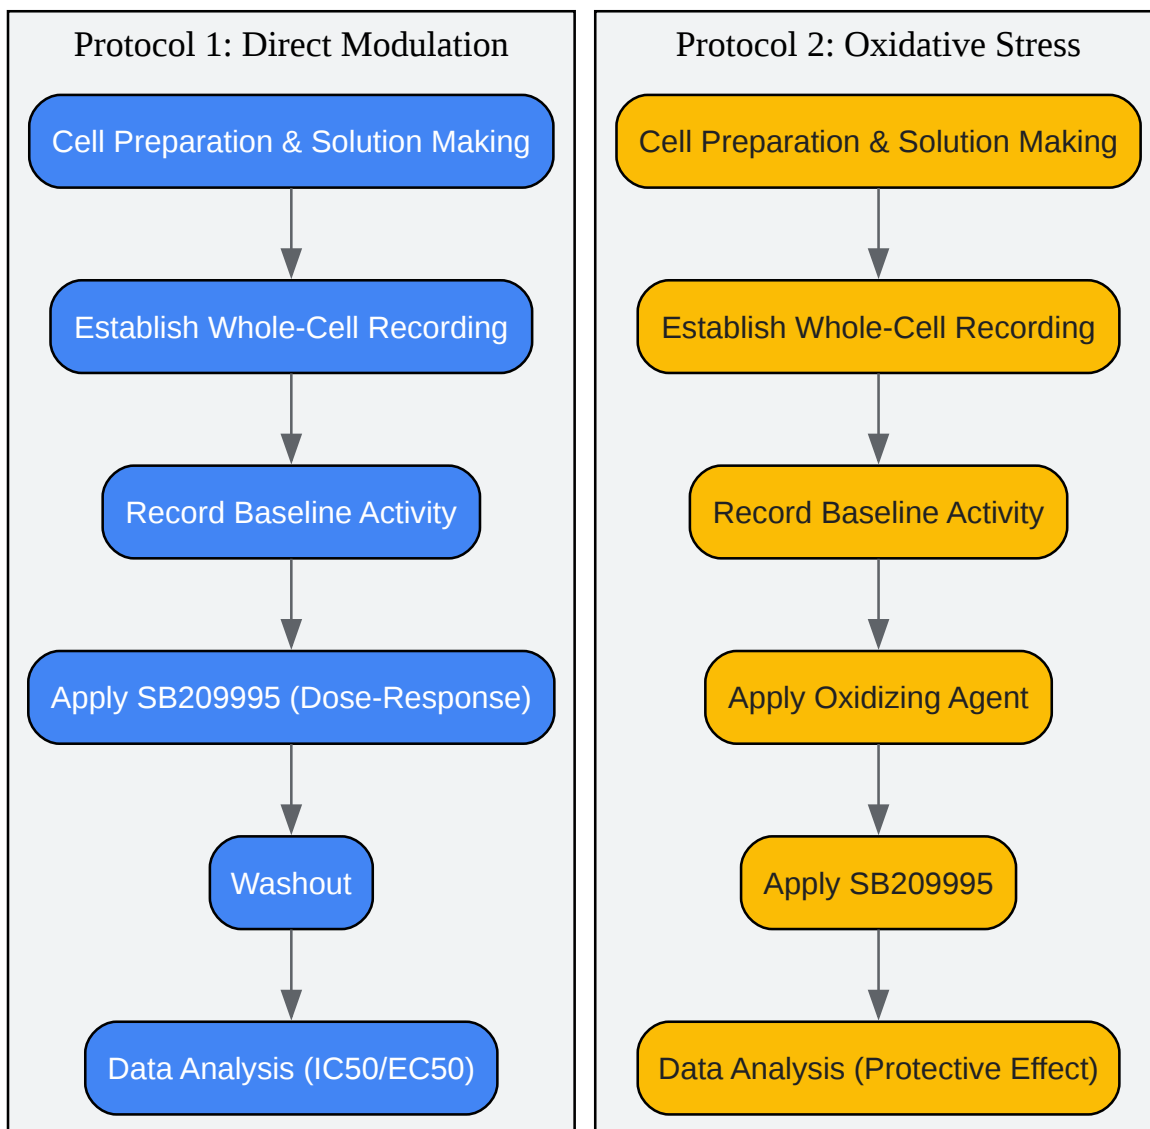 Protocol 1: Direct Modulation
Cell Preparation & Solution Making
Establish Whole-Cell Recording
Record Baseline Activity
Apply SB209995 (Dose-Response)
Washout
Data Analysis (IC50/EC50)
Protocol 2: Oxidative Stress
Cell Preparation & Solution Making
Establish Whole-Cell Recording
Record Baseline Activity
Apply Oxidizing Agent
Apply SB209995
Data Analysis (Protective Effect)